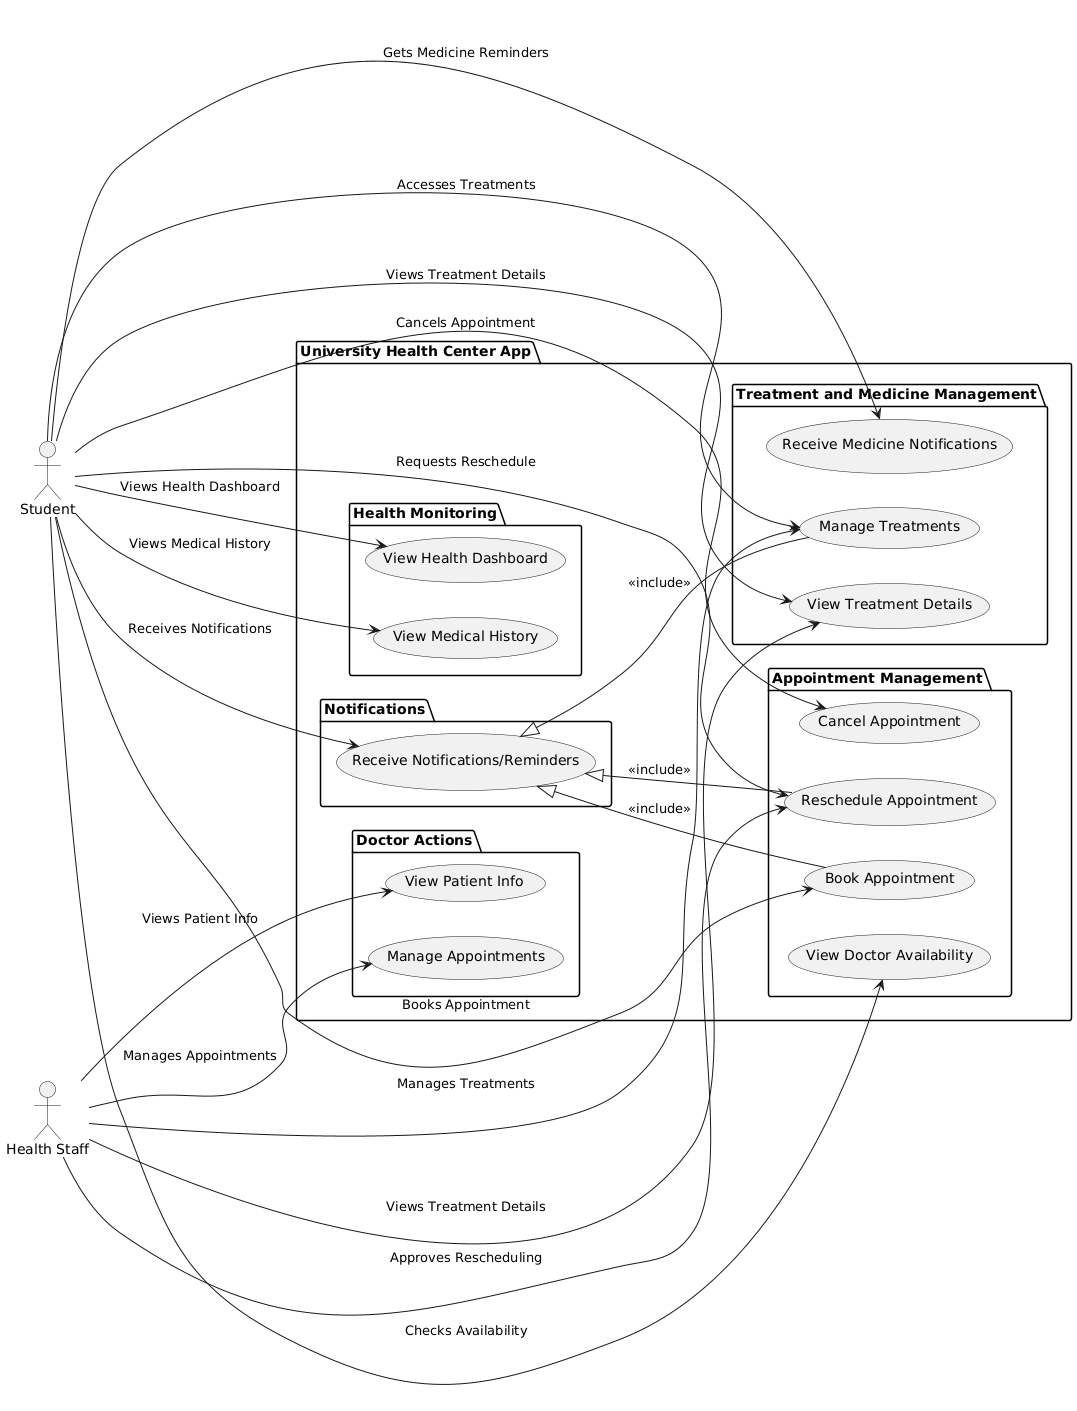 Gets Medicine Reminders
Accesses Treatments
Views Treatment Details
Cancels Appointment
University Health Center App
Treatment and Medicine Management
Receive Medicine Notifications
Requests Reschedule
Views Health Dashboard
Student
Health Monitoring
Manage Treatments
Views Medical History
View Health Dashboard
«include»
View Treatment Details
Receives Notifications
View Medical History
Appointment Management
Notifications
Cancel Appointment
Receive Notifications/Reminders
«include»
Reschedule Appointment
«include»
Doctor Actions
View Patient Info
Book Appointment
Views Patient Info
Manage Appointments
View Doctor Availability
Books Appointment
Manages Appointments
Manages Treatments
Health Staff
Views Treatment Details
Approves Rescheduling
Checks Availability